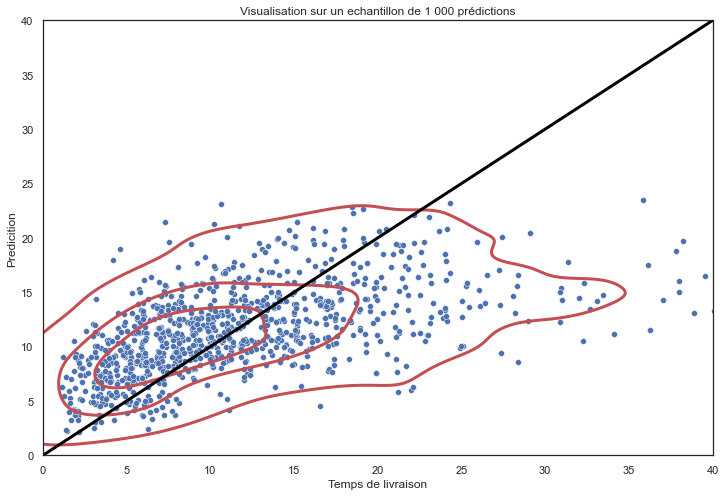 Visualisation sur un echantillon de 1 000 prédictions
40
35
30
25
20
15
10
5
0
Predicition
0 5 10 15 20 25 30 35 40
Temps de livraison